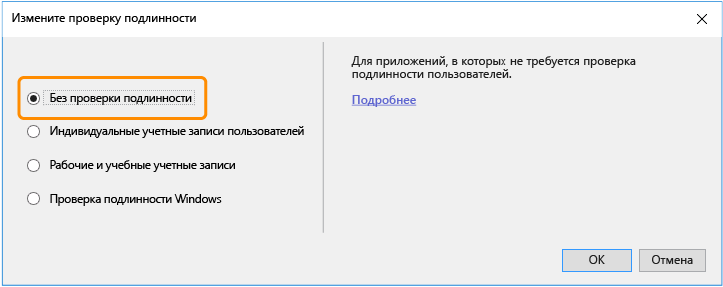 Измените проверку подлинности
Без проверки подлинности
Индивидуальные учетные записи пользователей
Рабочие и учебные учетные записи
Проверка подлинности Windows
Для приложений, в которых не требуется проверка
подлинности пользователей.
Подробнее
ОК
Отмена